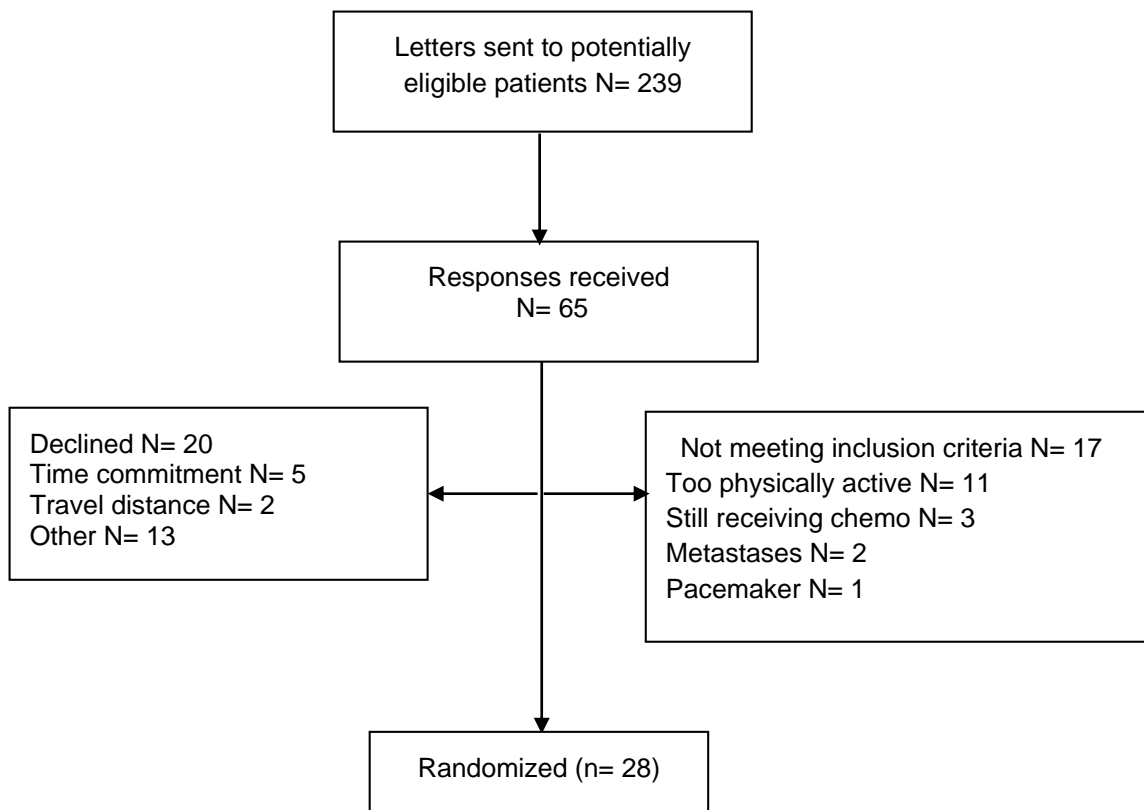 Letters sent to potentially
eligible patients N= 239
Responses received
N= 65
Declined N= 20
Time commitment N= 5
Travel distance N= 2
Other N= 13
Not meeting inclusion criteria N= 17
Too physically active N= 11
Still receiving chemo N= 3
Metastases N= 2
Pacemaker N= 1
Randomized (n= 28)